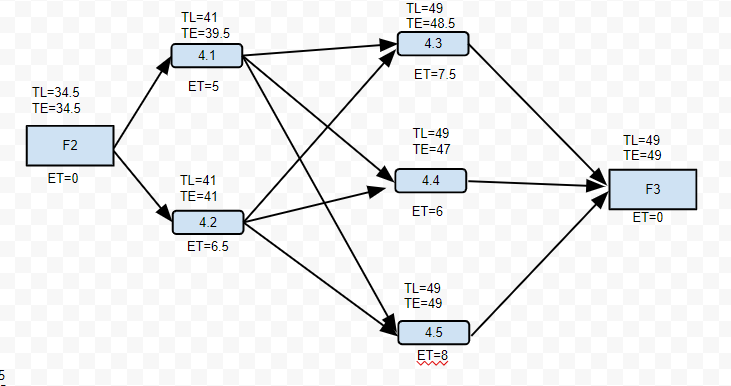 TL=34.5
TE=34.5
F2
ET=0
TL=41
TE=39.5
4.1
ET=5
TL=41
TE=41
4.2
ET=6.5
TL=49
TE=48.5
4.3
ET=7.5
TL=49
TE=47
4.4
ET=6
TL=49
TE=49
4.5
ET=8
TL=49
TE=49
F3
ET=0
5